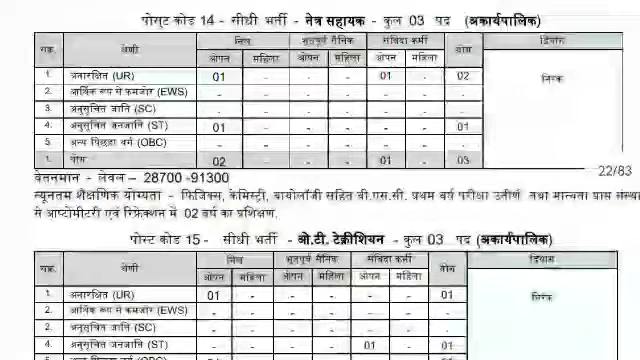 पोस्ट कोड 14 - सीधी भर्ती - नेत्र सहायक - कुल 03 पद (अकार्यपालिक)
सक्र. श्रेणी निल भूतपूर्व सैनिक संविदा कर्मी योग दिव्यांग
ओपन महिला ओपन महिला ओपन महिला
1. अनारक्षित (UR) 01 - - - 01 - 02 निरंक
2. आर्थिक रूप से कमजोर (EWS) - - - - - - -
3. अनुसूचित जाति (SC) - - - - - - -
4. अनुसूचित जनजाति (ST) 01 - - - - - 01
5. अन्य पिछड़ा वर्ग (OBC) - - - - - - -
1. योग 02 - - - 01 - 03
22/83
वेतनमान - लेवल - 28700 -91300
न्यूनतम शैक्षणिक योग्यता - फिजिक्स, केमिस्ट्री, बायोलॉजी सहित बी.एस.सी. प्रथम वर्ष परीक्षा उत्तीर्ण तथा मान्यता प्राप्त संस्था
से आप्टोमीटरी एवं रिफ्रेक्शन में 02 वर्ष का प्रशिक्षण.
पोस्ट कोड 15 - सीधी भर्ती - ओ.टी. टेक्नीशियन - कुल 03 पद (अकार्यपालिक)
सक्र. श्रेणी निल भूतपूर्व सैनिक संविदा कर्मी योग दिव्यांग
ओपन महिला ओपन महिला ओपन महिला
1. अनारक्षित (UR) 01 - - - - - 01 निरंक
2. आर्थिक रूप से कमजोर (EWS) - - - - - - -
2. अनुसूचित जाति (SC) - - - - - - -
4. अनुसूचित जनजाति (ST) - - - - 01 - 01